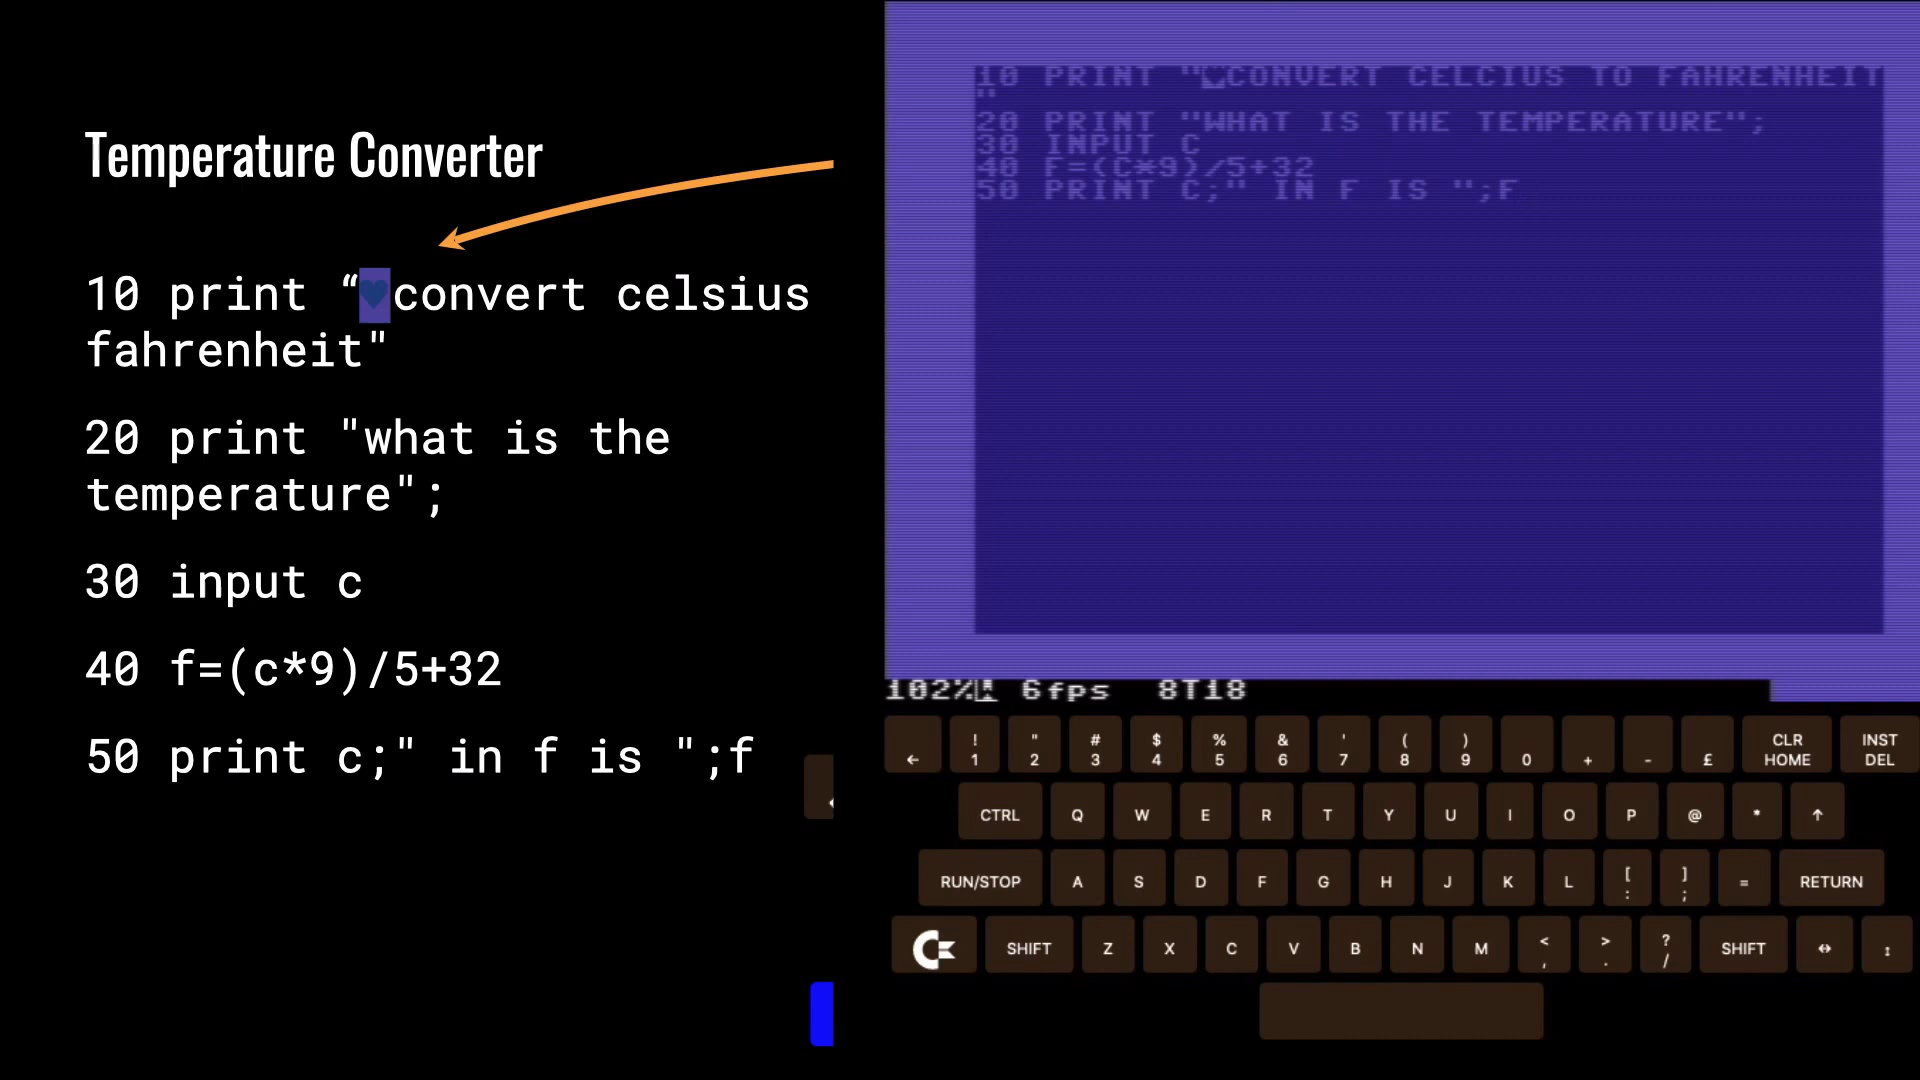 Temperature Converter
10 print “♥convert celsius
fahrenheit"
20 print "what is the
temperature";
30 input c
40 f=(c*9)/5+32
50 print c;" in f is ";f
10 PRINT "♥CONVERT CELCIUS TO FAHRENHEIT
"
20 PRINT "WHAT IS THE TEMPERATURE";
30 INPUT C
40 F=(C*9)/5+32
50 PRINT C;" IN F IS ";F
102% 6fps 8T18
← ! 1 " 2 # 3 $ 4 % 5 & 6 ' 7 ( 8 ) 9 0 + - £ CLR HOME INST DEL
CTRL Q W E R T Y U I O P @ * ↑
RUN/STOP A S D F G H J K L [ : ] ; = RETURN
SHIFT Z X C V B N M < , > . ? / SHIFT ↔ ↕